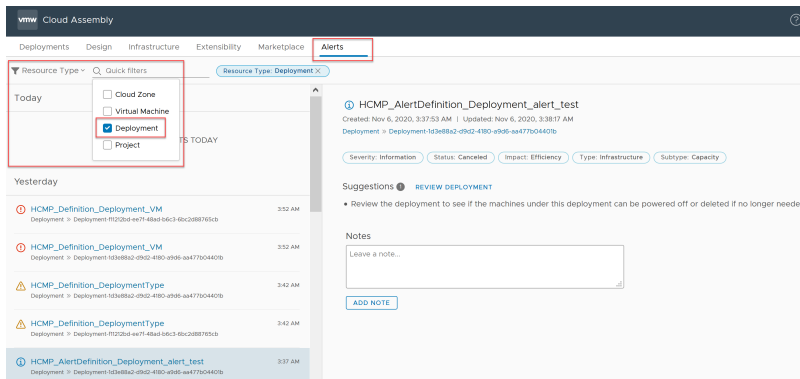 vmw Cloud Assembly
Deployments Design Infrastructure Extensibility Marketplace Alerts
Resource Type Quick filters Resource Type: Deployment
Today
Cloud Zone
Virtual Machine
Deployment
Project
TS TODAY
Yesterday
HCMP_Definition_Deployment_VM 3:52 AM
Deployment » Deployment-f11212bd-ee7f-48ad-b6c3-6bc2d88765cb
HCMP_Definition_Deployment_VM 3:52 AM
Deployment » Deployment-1d3e88a2-d9d2-4180-a9d6-aa477b04401b
HCMP_Definition_DeploymentType 3:42 AM
Deployment » Deployment-1d3e88a2-d9d2-4180-a9d6-aa477b04401b
HCMP_Definition_DeploymentType 3:42 AM
Deployment » Deployment-f11212bd-ee7f-48ad-b6c3-6bc2d88765cb
HCMP_AlertDefinition_Deployment_alert_test 3:37 AM
Deployment » Deployment-1d3e88a2-d9d2-4180-a9d6-aa477b04401b
HCMP_AlertDefinition_Deployment_alert_test
Created: Nov 6, 2020, 3:37:53 AM | Updated: Nov 6, 2020, 3:38:17 AM
Deployment » Deployment-1d3e88a2-d9d2-4180-a9d6-aa477b04401b
Severity: Information Status: Canceled Impact: Efficiency Type: Infrastructure Subtype: Capacity
Suggestions REVIEW DEPLOYMENT
• Review the deployment to see if the machines under this deployment can be powered off or deleted if no longer neede
Notes
Leave a note...
ADD NOTE